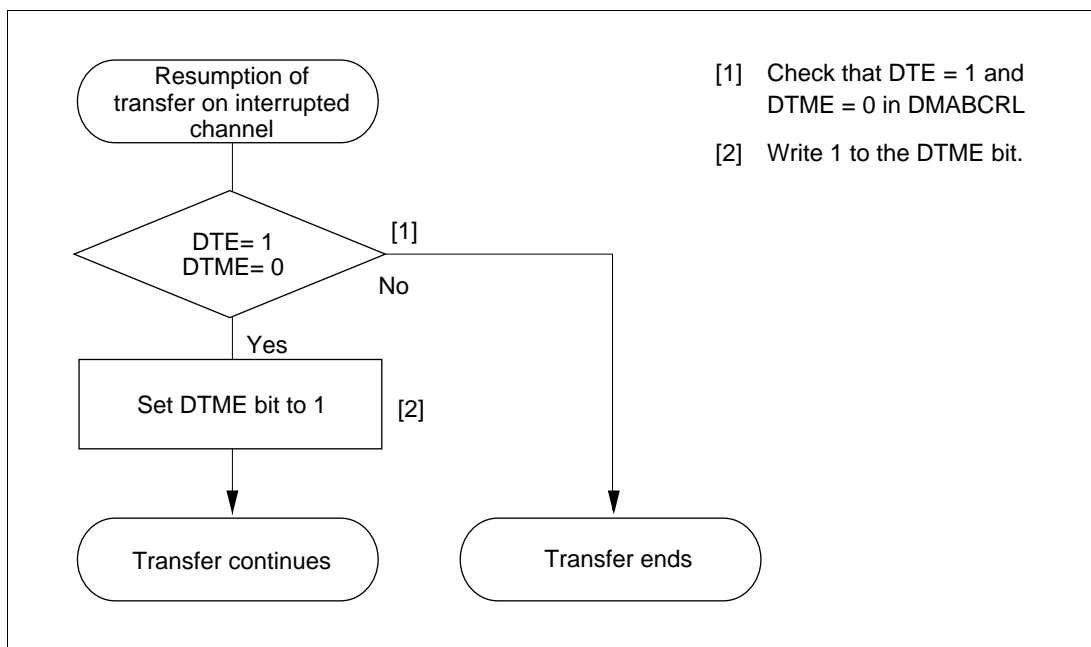 Resumption of
transfer on interrupted
channel
[1] Check that DTE = 1 and
DTME = 0 in DMABCRL
[2] Write 1 to the DTME bit.
DTE= 1
DTME= 0
[1]
No
Yes
Set DTME bit to 1
[2]
Transfer continues
Transfer ends